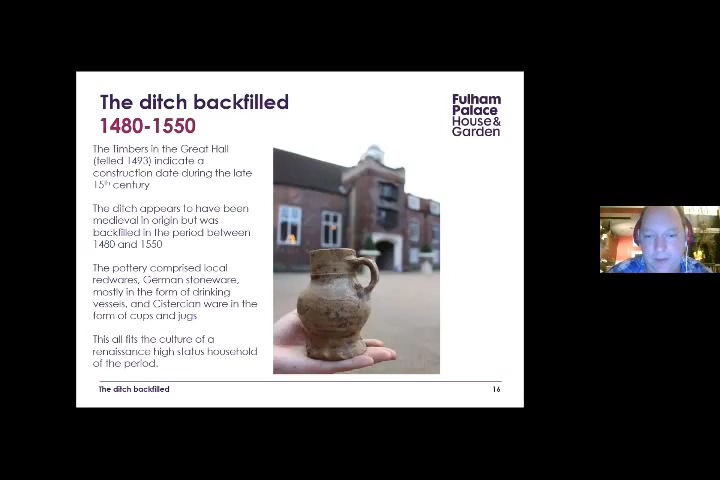 The ditch backfilled
1480-1550
Fulham
Palace
House &
Garden
The Timbers in the Great Hall
(felled 1493) indicate a
construction date during the late
15th century
The ditch appears to have been
medieval in origin but was
backfilled in the period between
1480 and 1550
The pottery comprised local
redwares, German stoneware,
mostly in the form of drinking
vessels, and Cistercian ware in the
form of cups and jugs
This all fits the culture of a
renaissance high status household
of the period.
The ditch backfilled
16